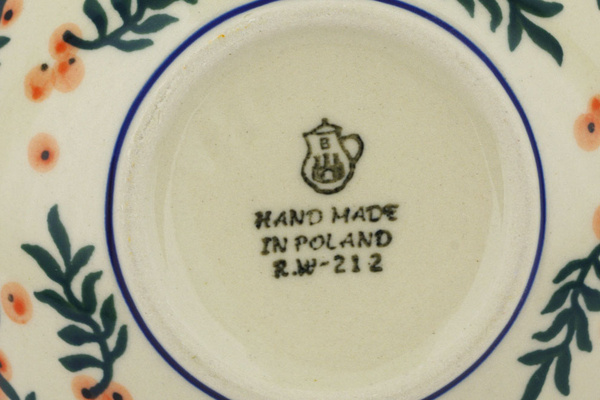 B
HAND MADE
IN POLAND
R.W-212